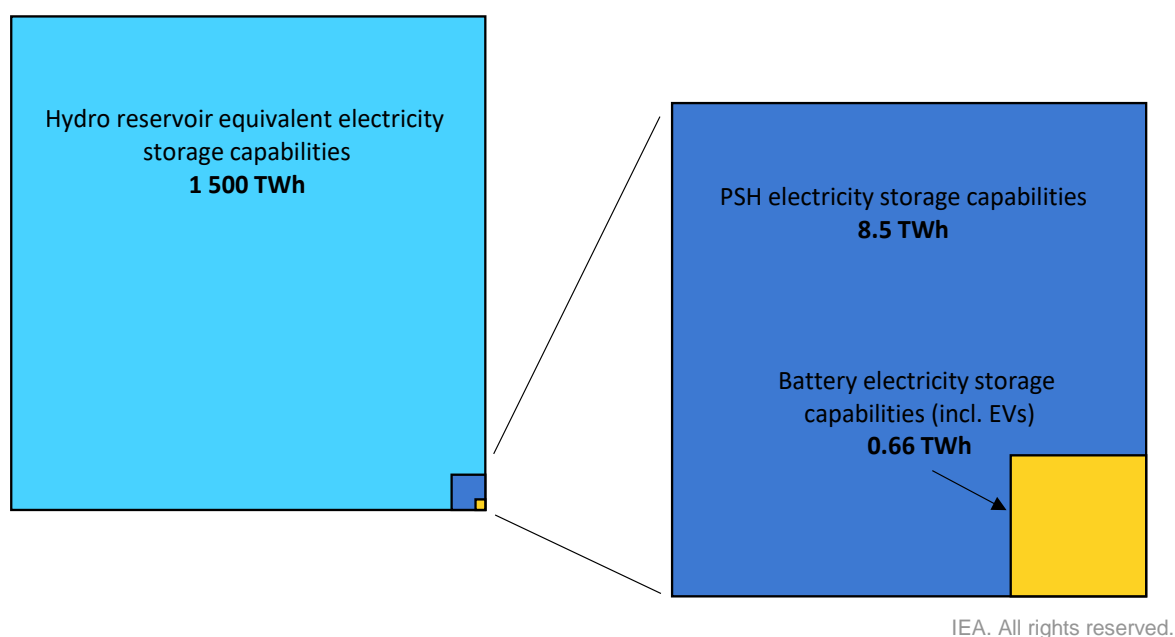 Hydro reservoir equivalent electricity
storage capabilities
1 500 TWh
PSH electricity storage capabilities
8.5 TWh
Battery electricity storage
capabilities (incl. EVs)
0.66 TWh
IEA. All rights reserved.